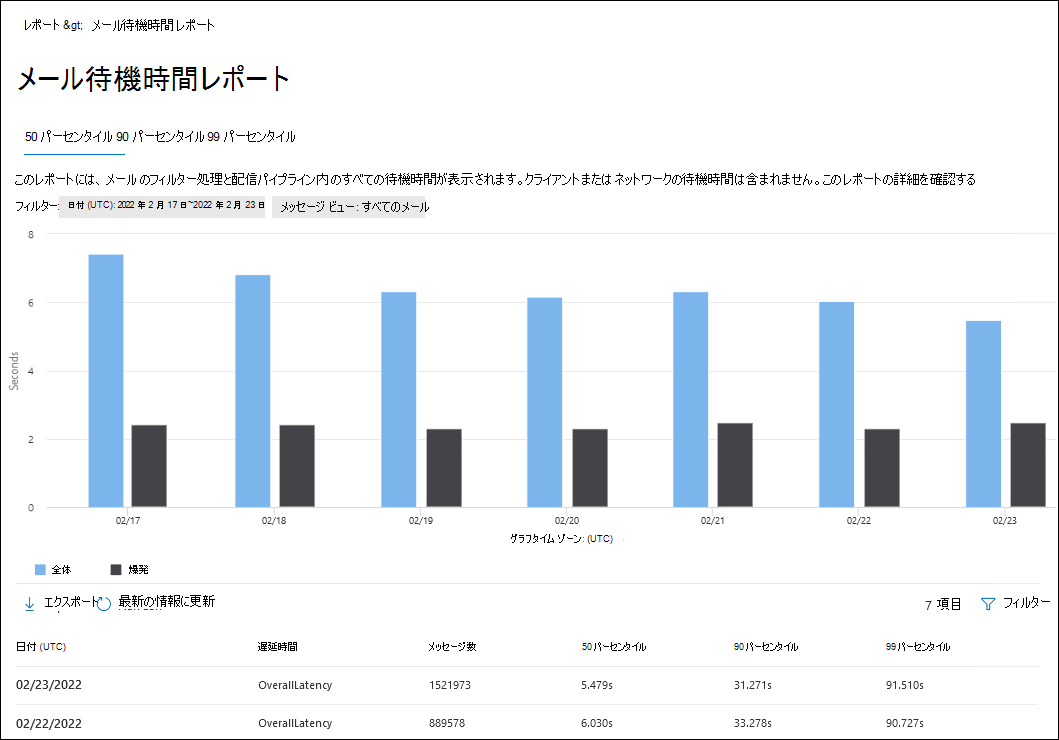 レポート &gt; メール待機時間レポート
メール待機時間レポート
50 パーセンタイル 90 パーセンタイル 99 パーセンタイル
このレポートには、メール のフィルター処理と配信パイプライン内のすべての待機時間が表示されます。クライアントまたは ネットワークの待機時間は含まれません。このレポートの詳細を確認する
フィルター: 日付 (UTC): 2022 年 2 月 17 日~2022 年 2 月 23 日 メッセージ ビュー : すべてのメール
8
6
4
2
0
Seconds
02/17 02/18 02/19 02/20 02/21 02/22 02/23
グラフタイム ゾーン: (UTC)
全体 爆発
エクスポート 最新の情報に更新 7 項目 フィルター
日付 (UTC) 遅延時間 メッセージ数 50 パーセンタイル 90 パーセンタイル 99 パーセンタイル
02/23/2022 OverallLatency 1521973 5.479s 31.271s 91.510s
02/22/2022 OverallLatency 889578 6.030s 33.278s 90.727s